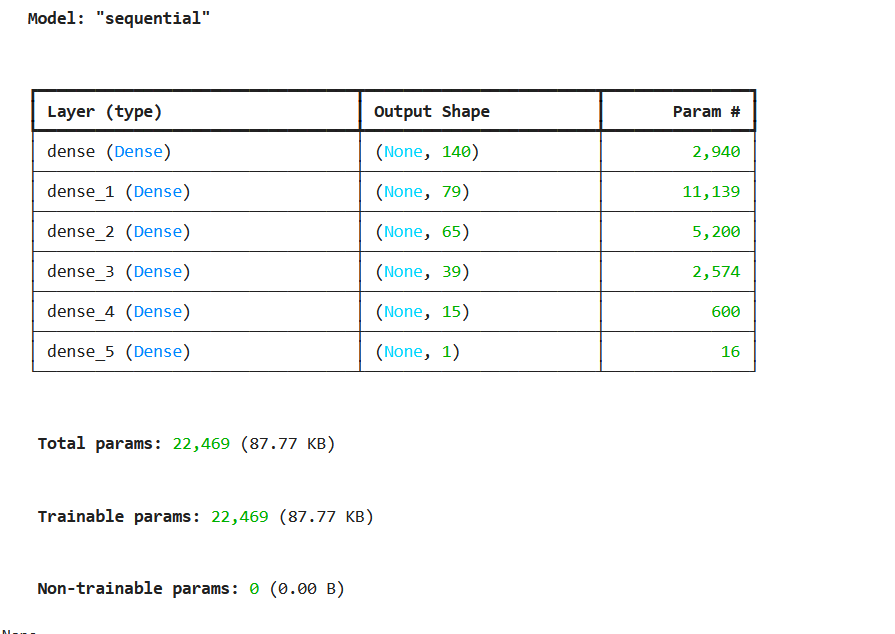 Model: "sequential"
Layer (type) Output Shape Param #
dense (Dense) (None, 140) 2,940
dense_1 (Dense) (None, 79) 11,139
dense_2 (Dense) (None, 65) 5,200
dense_3 (Dense) (None, 39) 2,574
dense_4 (Dense) (None, 15) 600
dense_5 (Dense) (None, 1) 16
Total params: 22,469 (87.77 KB)
Trainable params: 22,469 (87.77 KB)
Non-trainable params: 0 (0.00 B)